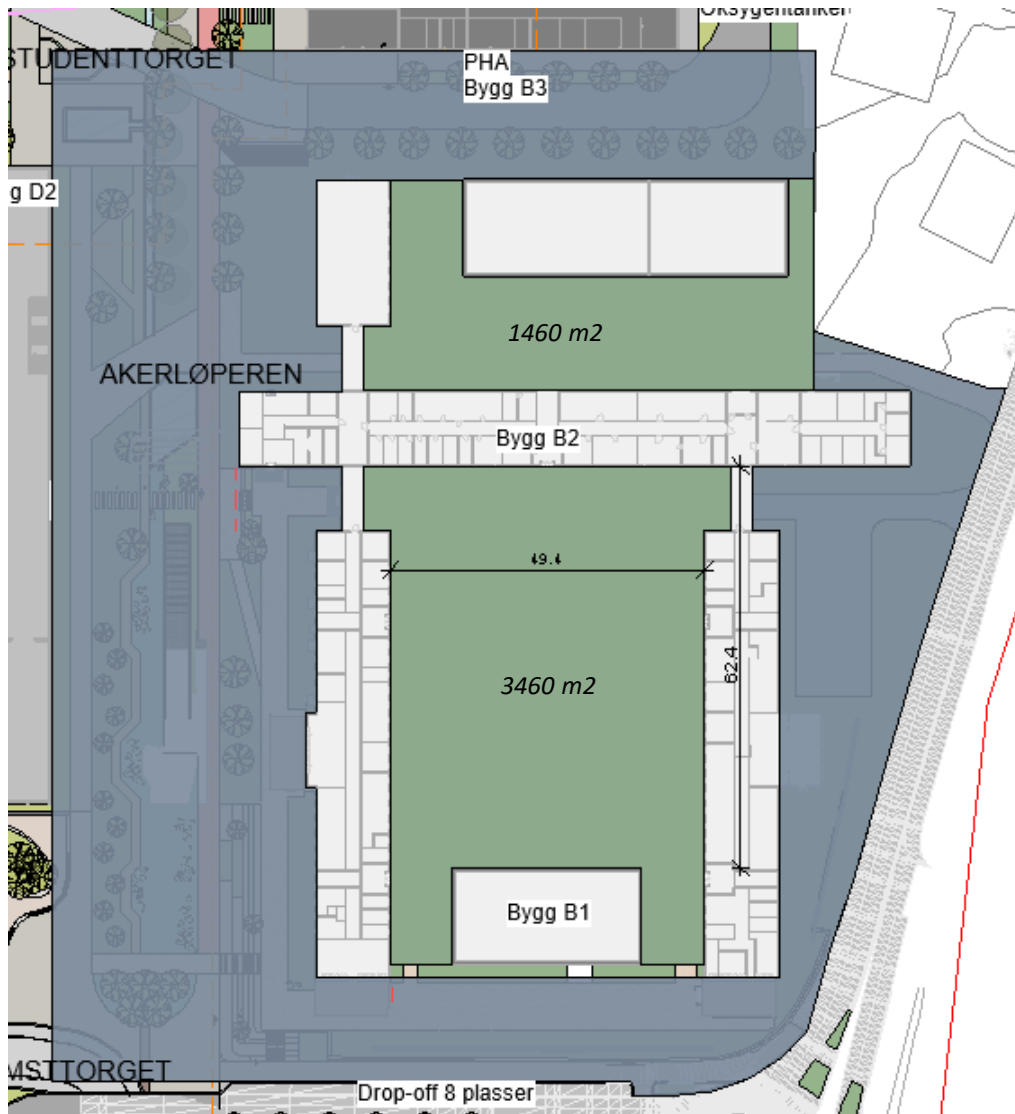 Oksygentanker
STUDENTTORGET
PHA
Bygg B3
g D2
1460 m2
AKERLØPEREN
Bygg B2
49.4
62.4
3460 m2
Bygg B1
MSTTORGET
Drop-off 8 plasser